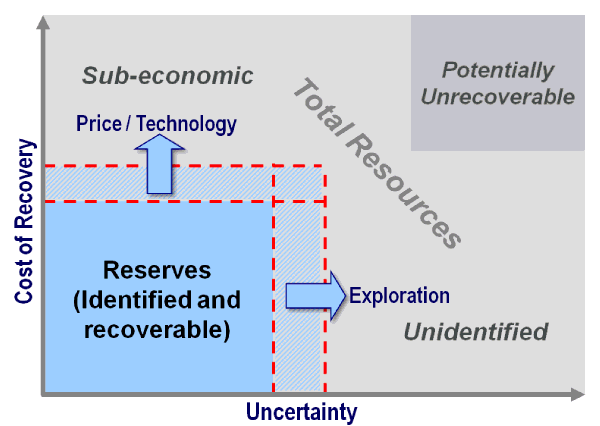 Sub-economic
Potentially
Unrecoverable
Price / Technology
Total Resources
Cost of Recovery
Reserves
(Identified and
recoverable)
Exploration
Unidentified
Uncertainty